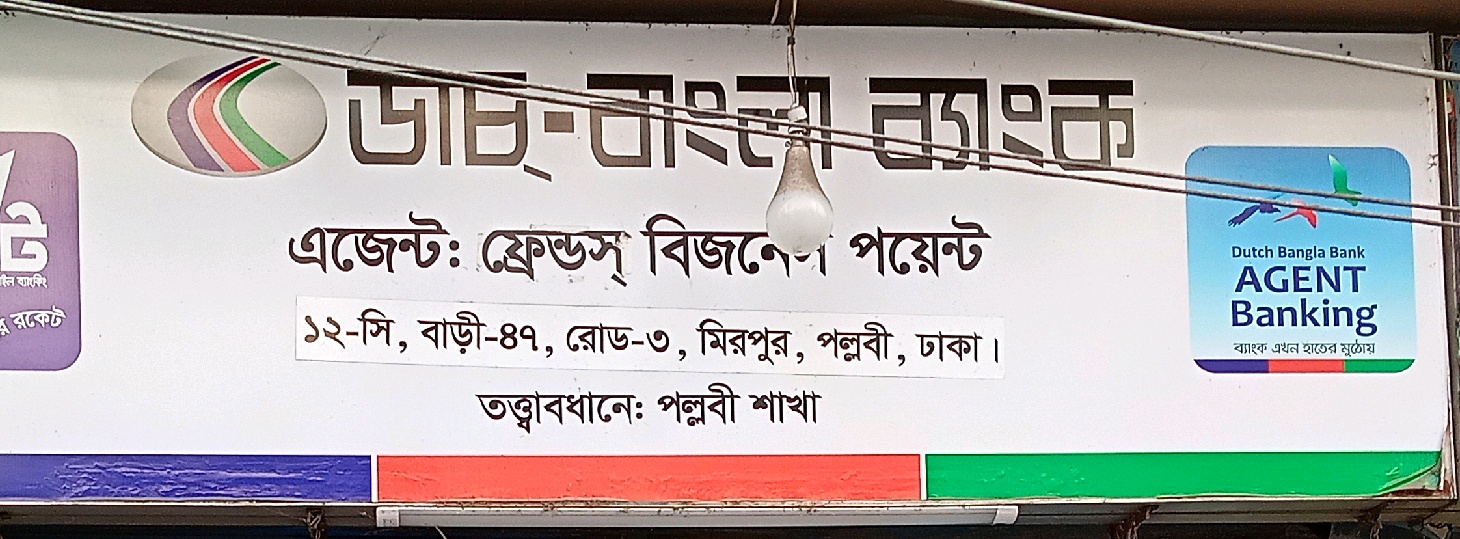 ডাচ্-বাংলা ব্যাংক
এজেন্ট: ফ্রেন্ডস্ বিজনেস পয়েন্ট
১২-সি, বাড়ী-৪৭, রোড-৩, মিরপুর, পল্লবী, ঢাকা।
তত্ত্বাবধানে: পল্লবী শাখা
Dutch Bangla Bank
AGENT
Banking
ব্যাংক এখন হাতের মুঠোয়
ব্যাংকিং
রকেট